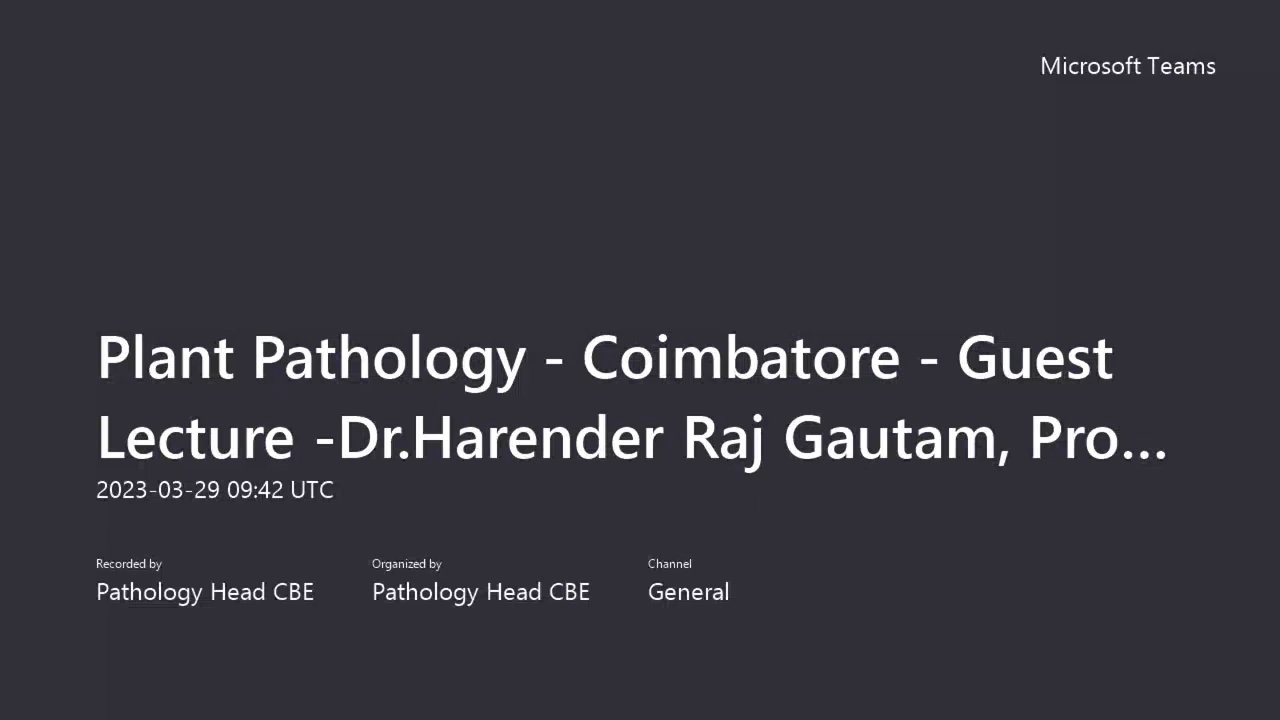 Microsoft Teams
Plant Pathology - Coimbatore - Guest
Lecture -Dr.Harender Raj Gautam, Pro...
2023-03-29 09:42 UTC
Recorded by
Pathology Head CBE
Organized by
Pathology Head CBE
Channel
General